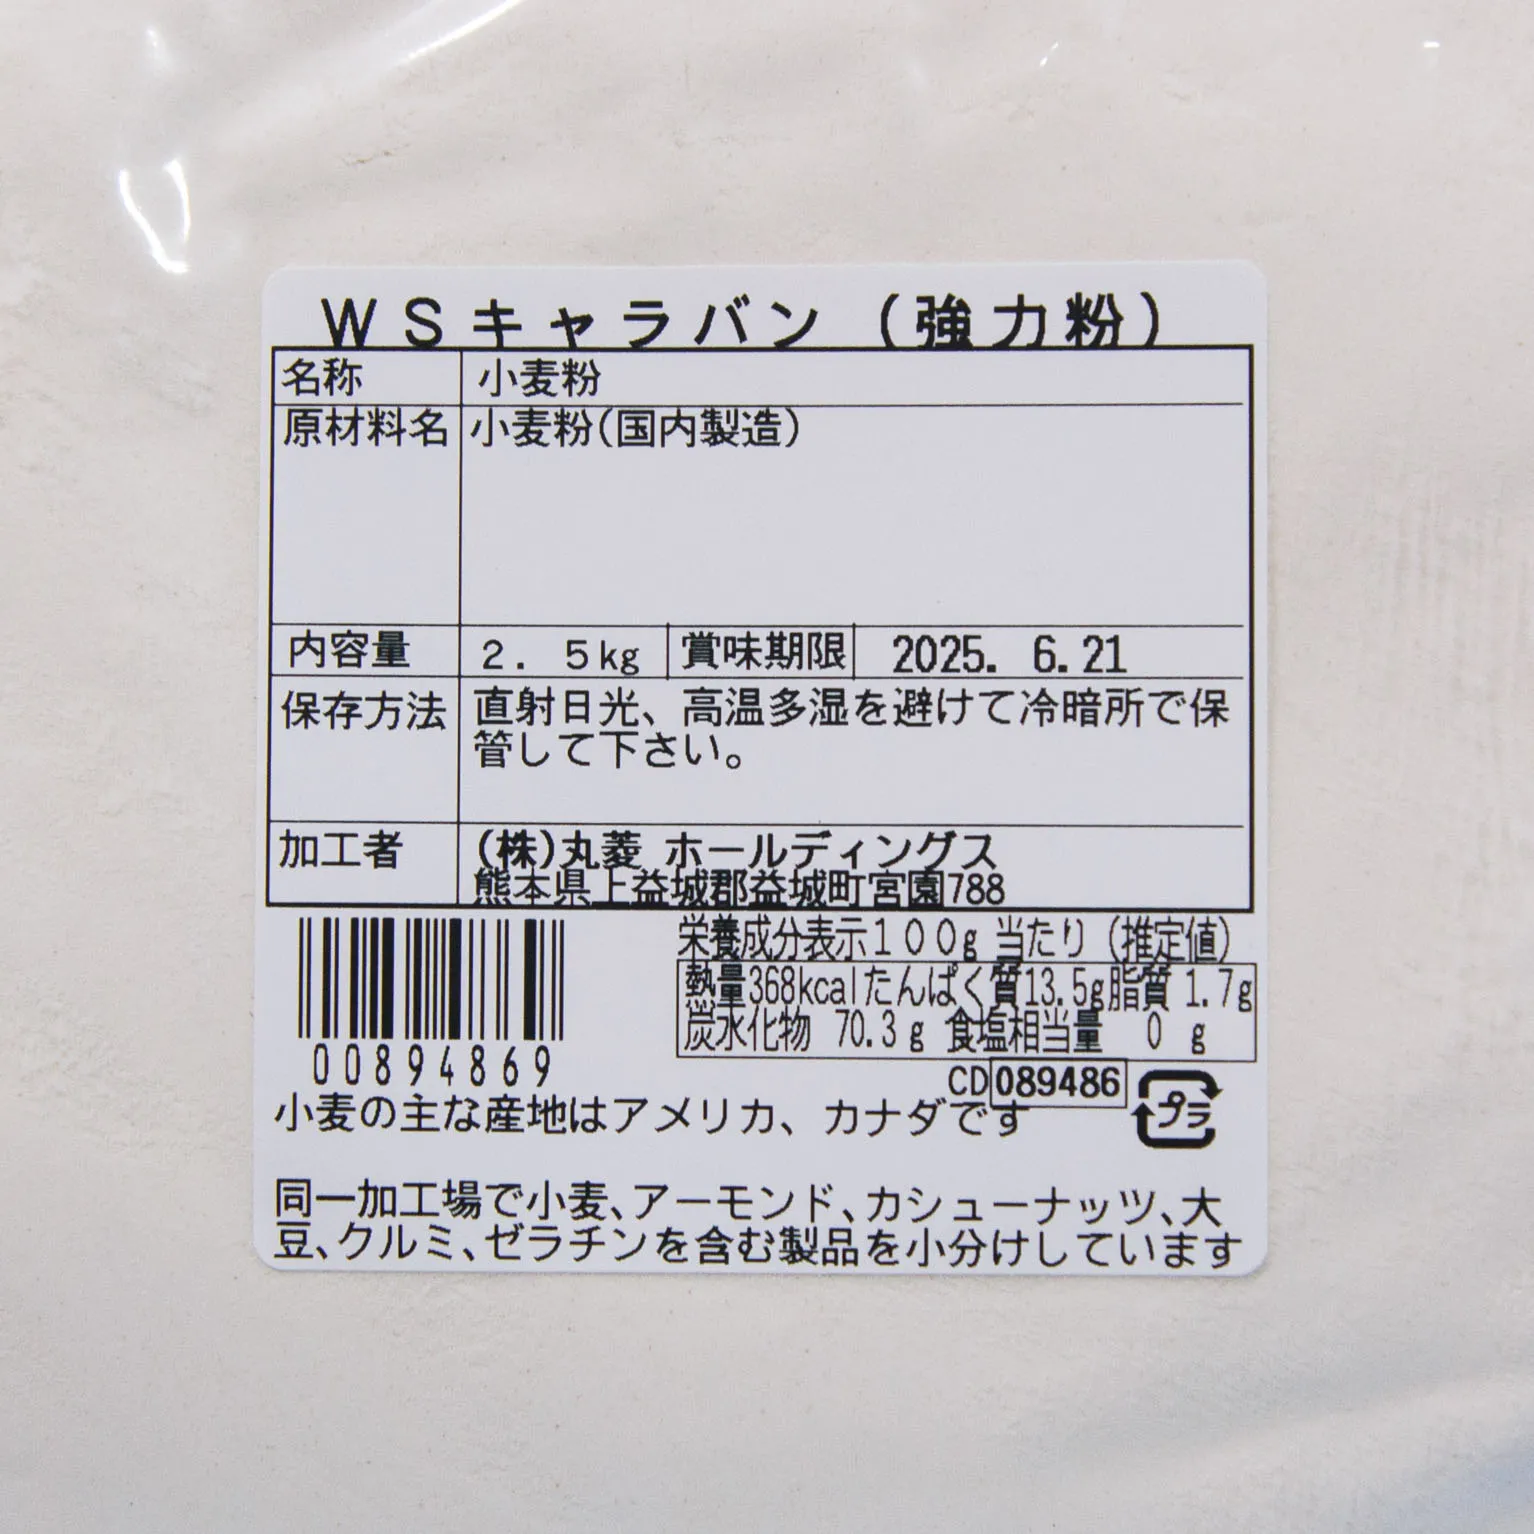 WSキャラバン（強力粉）
名称 小麦粉
原材料名 小麦粉(国内製造)
内容量 2．5kg 賞味期限 2025. 6.21
保存方法 直射日光、高温多湿を避けて冷暗所で保
管して下さい。
加工者 (株)丸菱 ホールディングス
熊本県上益城郡益城町宮園788
栄養成分表示１００g 当たり（推定値）
熱量368kcalたんぱく質13.5g脂質 1.7g
炭水化物 70.3g 食塩相当量 0 g
00894869
CD 089486
プラ
小麦の主な産地はアメリカ、カナダです
同一加工場で小麦、アーモンド、カシューナッツ、大
豆、クルミ、ゼラチンを含む製品を小分けしています